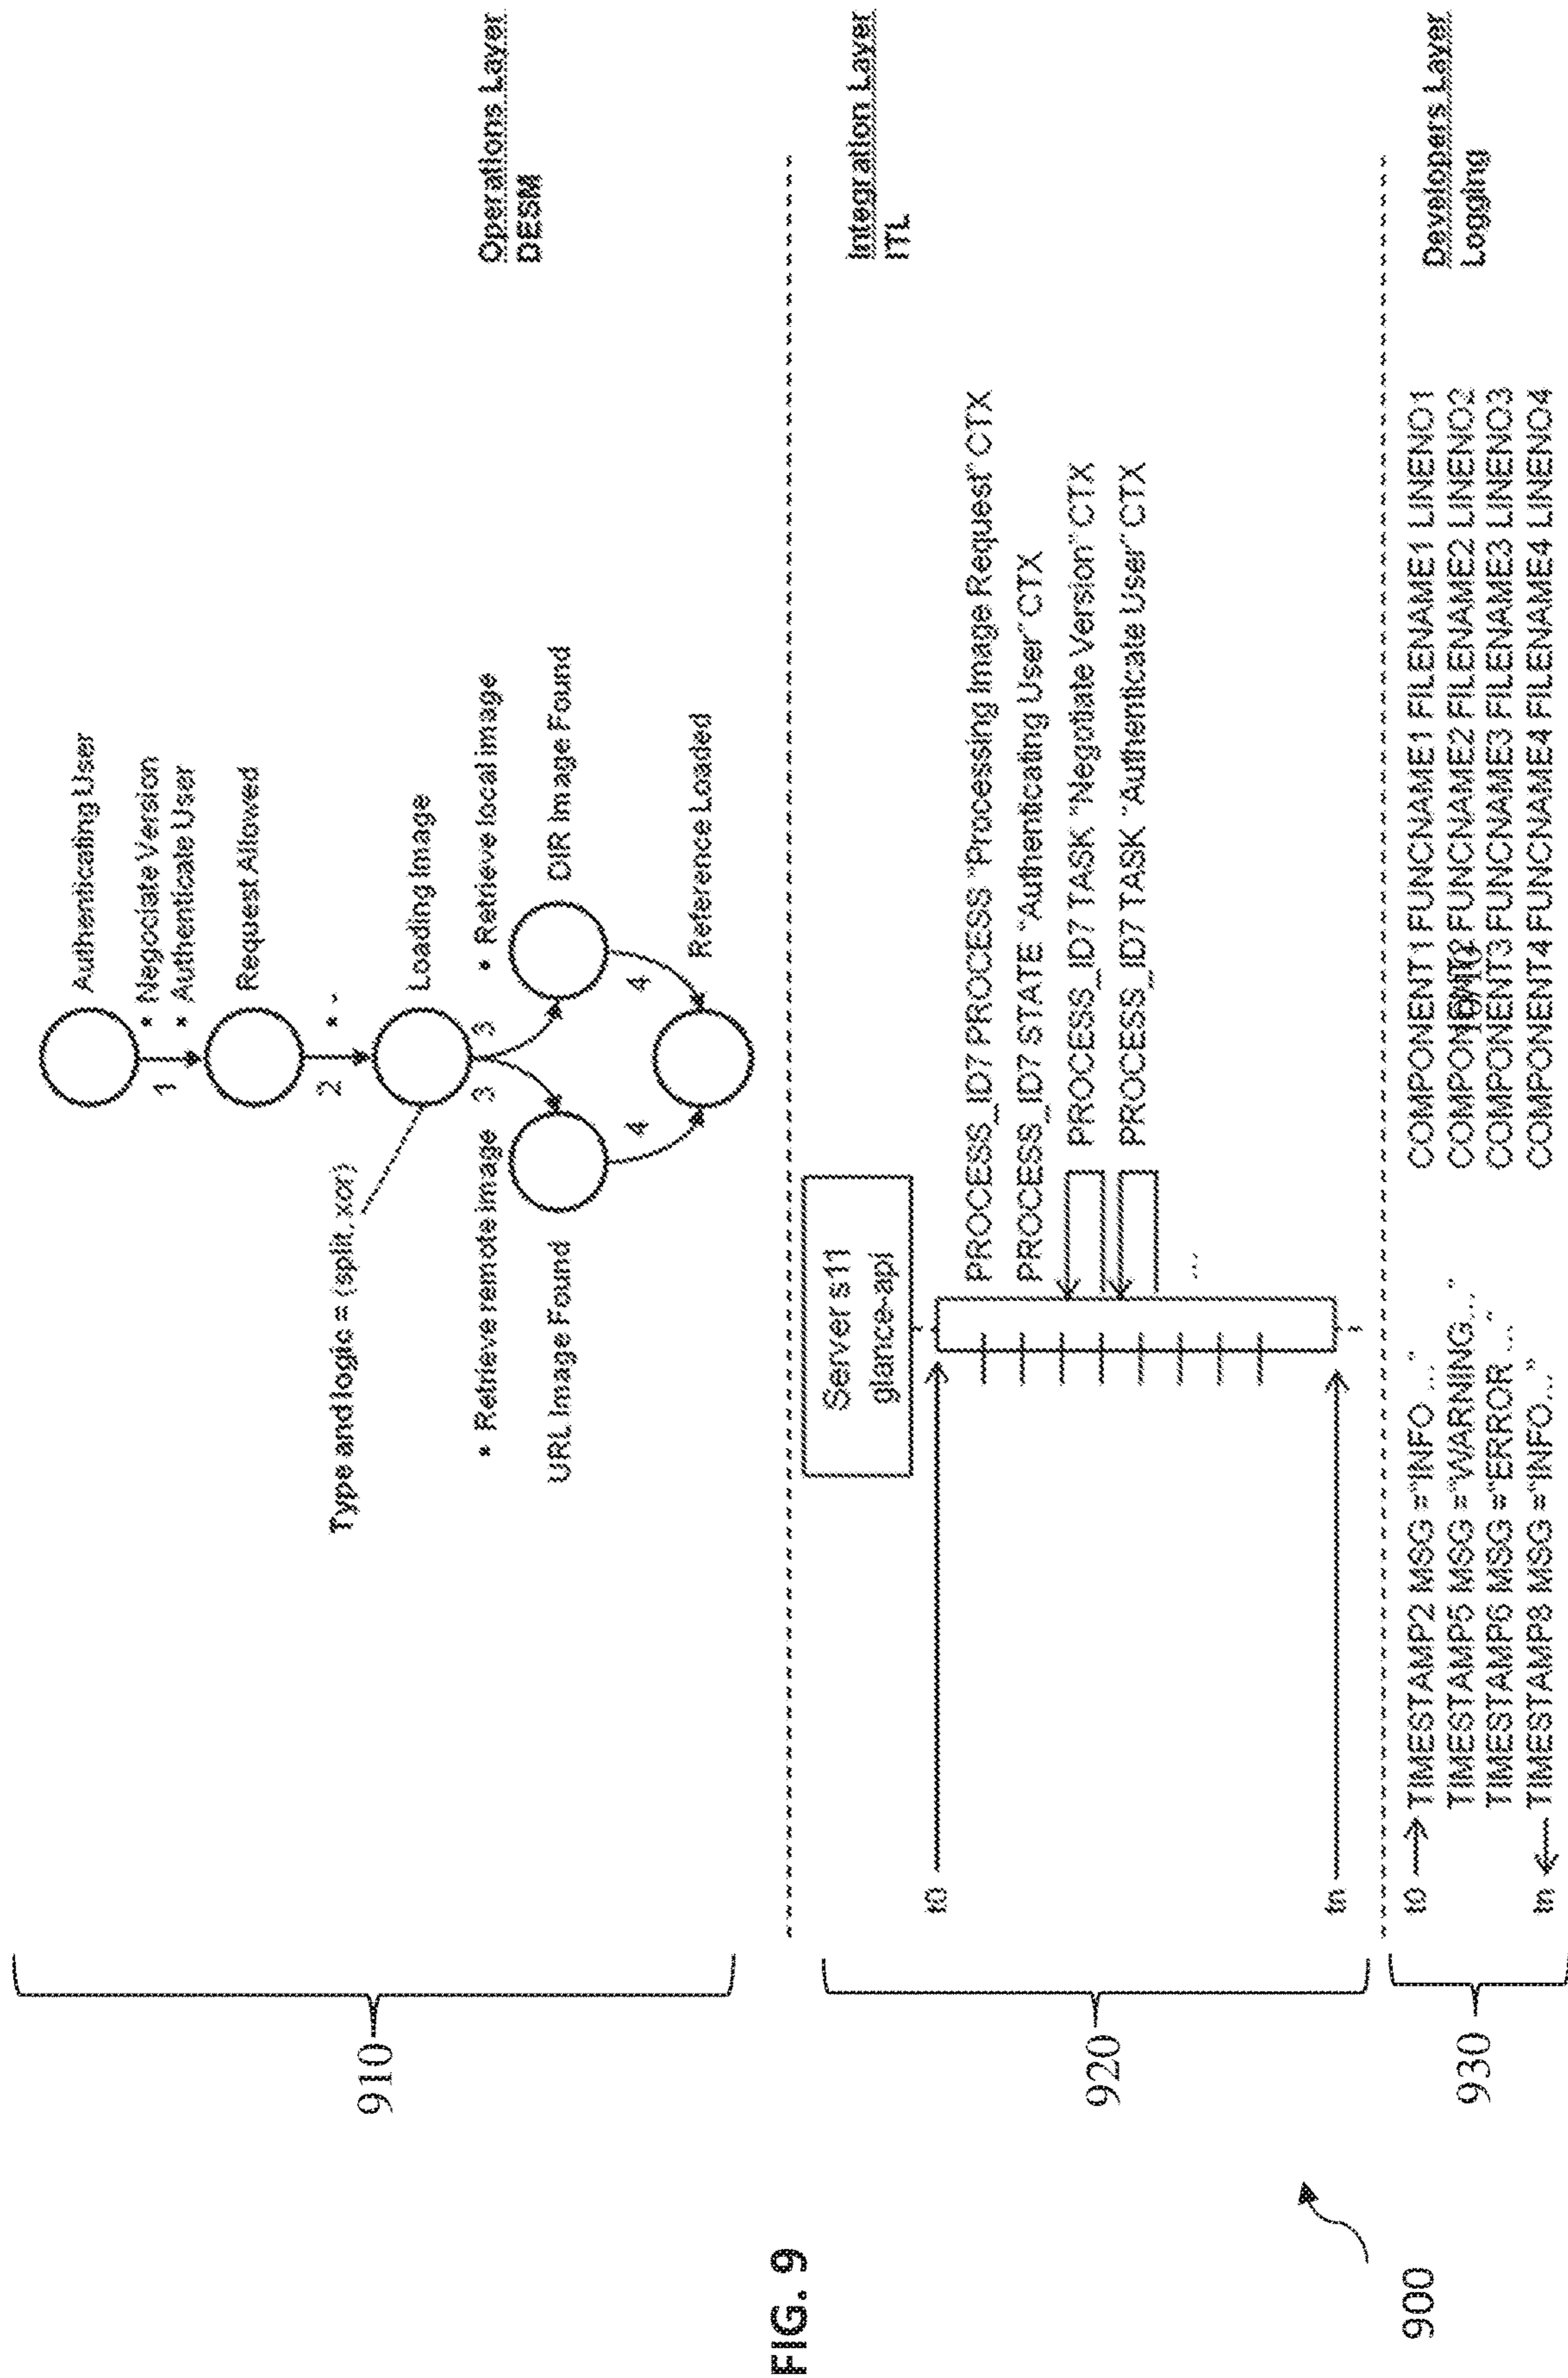 910
Authenticating User
1
• Negociate Version
• Authenticate User
Request Allowed
2
• ..
Type and logic = (split, xor)
Loading Image
• Retrieve remote image
3
3
• Retrieve local image
URL Image Found
DIR Image Found
4
4
Reference Loaded
Operations Layer
DESM
920
Server s11
glance-api
t0
tn
PROCESS_ID7 PROCESS "Processing Image Request" CTX
PROCESS_ID7 STATE "Authenticating User" CTX
PROCESS_ID7 TASK "Negotiate Version" CTX
PROCESS_ID7 TASK "Authenticate User" CTX
...
Integration Layer
ITL
930
t0 TIMESTAMP2 MSG ="INFO ..." COMPONENT1 FUNCNAME1 FILENAME1 LINENO1
TIMESTAMP5 MSG ="WARNING..." COMPONENT2 FUNCNAME2 FILENAME2 LINENO2
10/10
TIMESTAMP6 MSG ="ERROR ..." COMPONENT3 FUNCNAME3 FILENAME3 LINENO3
tn TIMESTAMP8 MSG ="INFO..." COMPONENT4 FUNCNAME4 FILENAME4 LINENO4
Developers Layer
Logging
FIG. 9
900